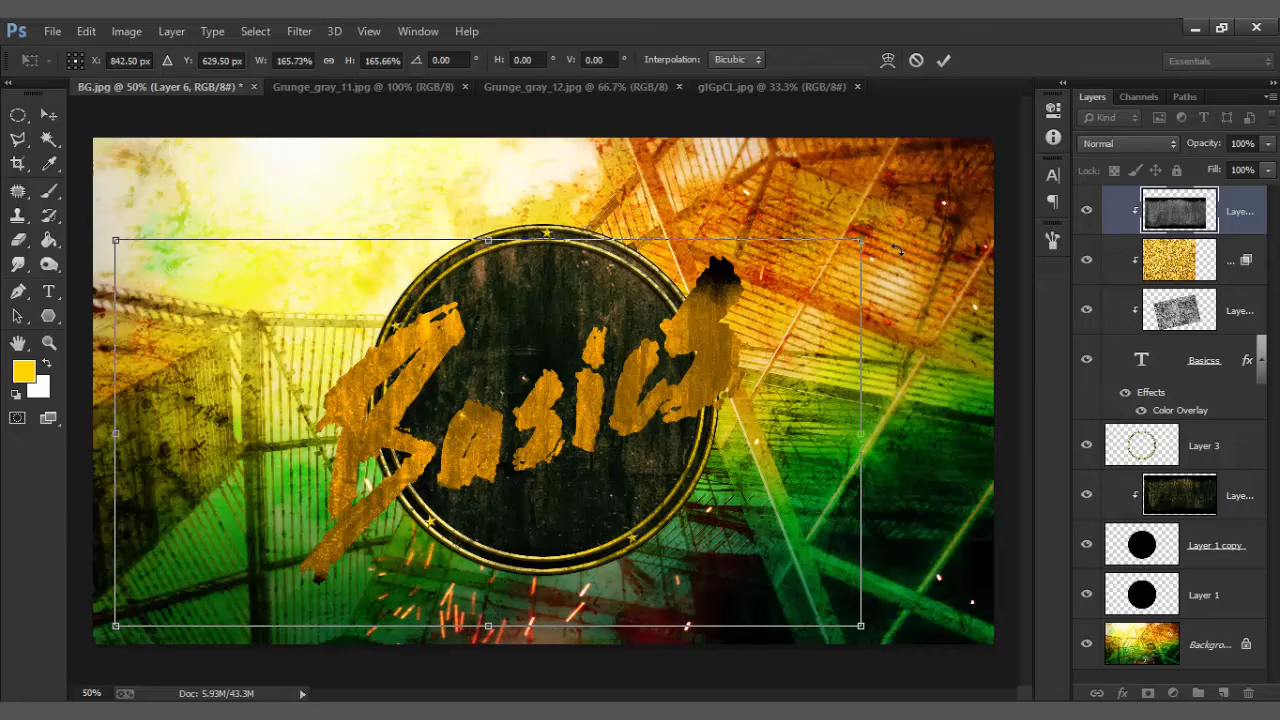 Ps File Edit Image Layer Type Select Filter 3D View Window Help
X: 842.50 px Y: 629.50 px W: 165.73% H: 165.66% 0.00 ° H: 0.00 ° V: 0.00 ° Interpolation: Bicubic Essentials
BG.jpg @ 50% (Layer 6, RGB/8#) * × Grunge_gray_11.jpg @ 100% (RGB/8) × Grunge_gray_12.jpg @ 66.7% (RGB/8) × gIGpCL.jpg @ 33.3% (RGB/8#) ×
Layers Channels Paths
Kind
Normal Opacity: 100%
Lock: Fill: 100%
Laye...
...
Laye...
T Basicss fx
Effects
Color Overlay
Layer 3
Laye...
Layer 1 copy
Layer 1
Backgro...
50% Doc: 5.93M/43.3M